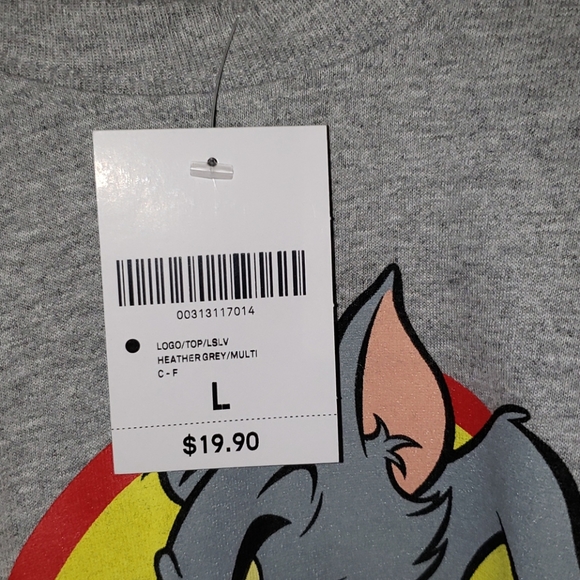 00313117014
LOGO/TOP/LSLV
HEATHER GREY/MULTI
C - F
L
$19.90